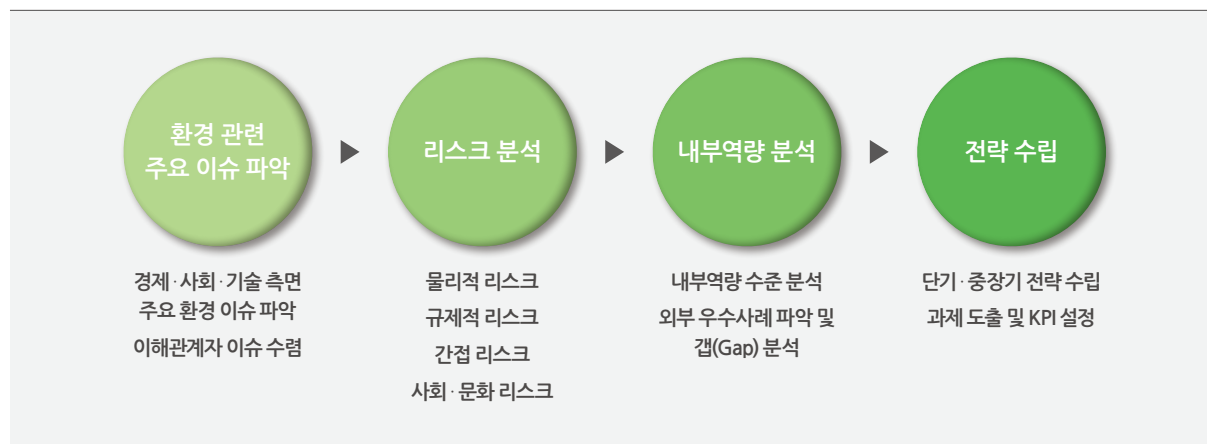 환경 관련
주요 이슈 파악
경제·사회·기술 측면
주요 환경 이슈 파악
이해관계자 이슈 수렴
리스크 분석
물리적 리스크
규제적 리스크
간접 리스크
사회·문화 리스크
내부역량 분석
내부역량 수준 분석
외부 우수사례 파악 및
갭(Gap) 분석
전략 수립
단기·중장기 전략 수립
과제 도출 및 KPI 설정